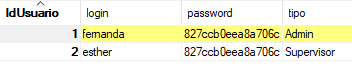 IdUsuario login password tipo
1 fernanda 827ccb0eea8a706c Admin
2 esther 827ccb0eea8a706c Supervisor